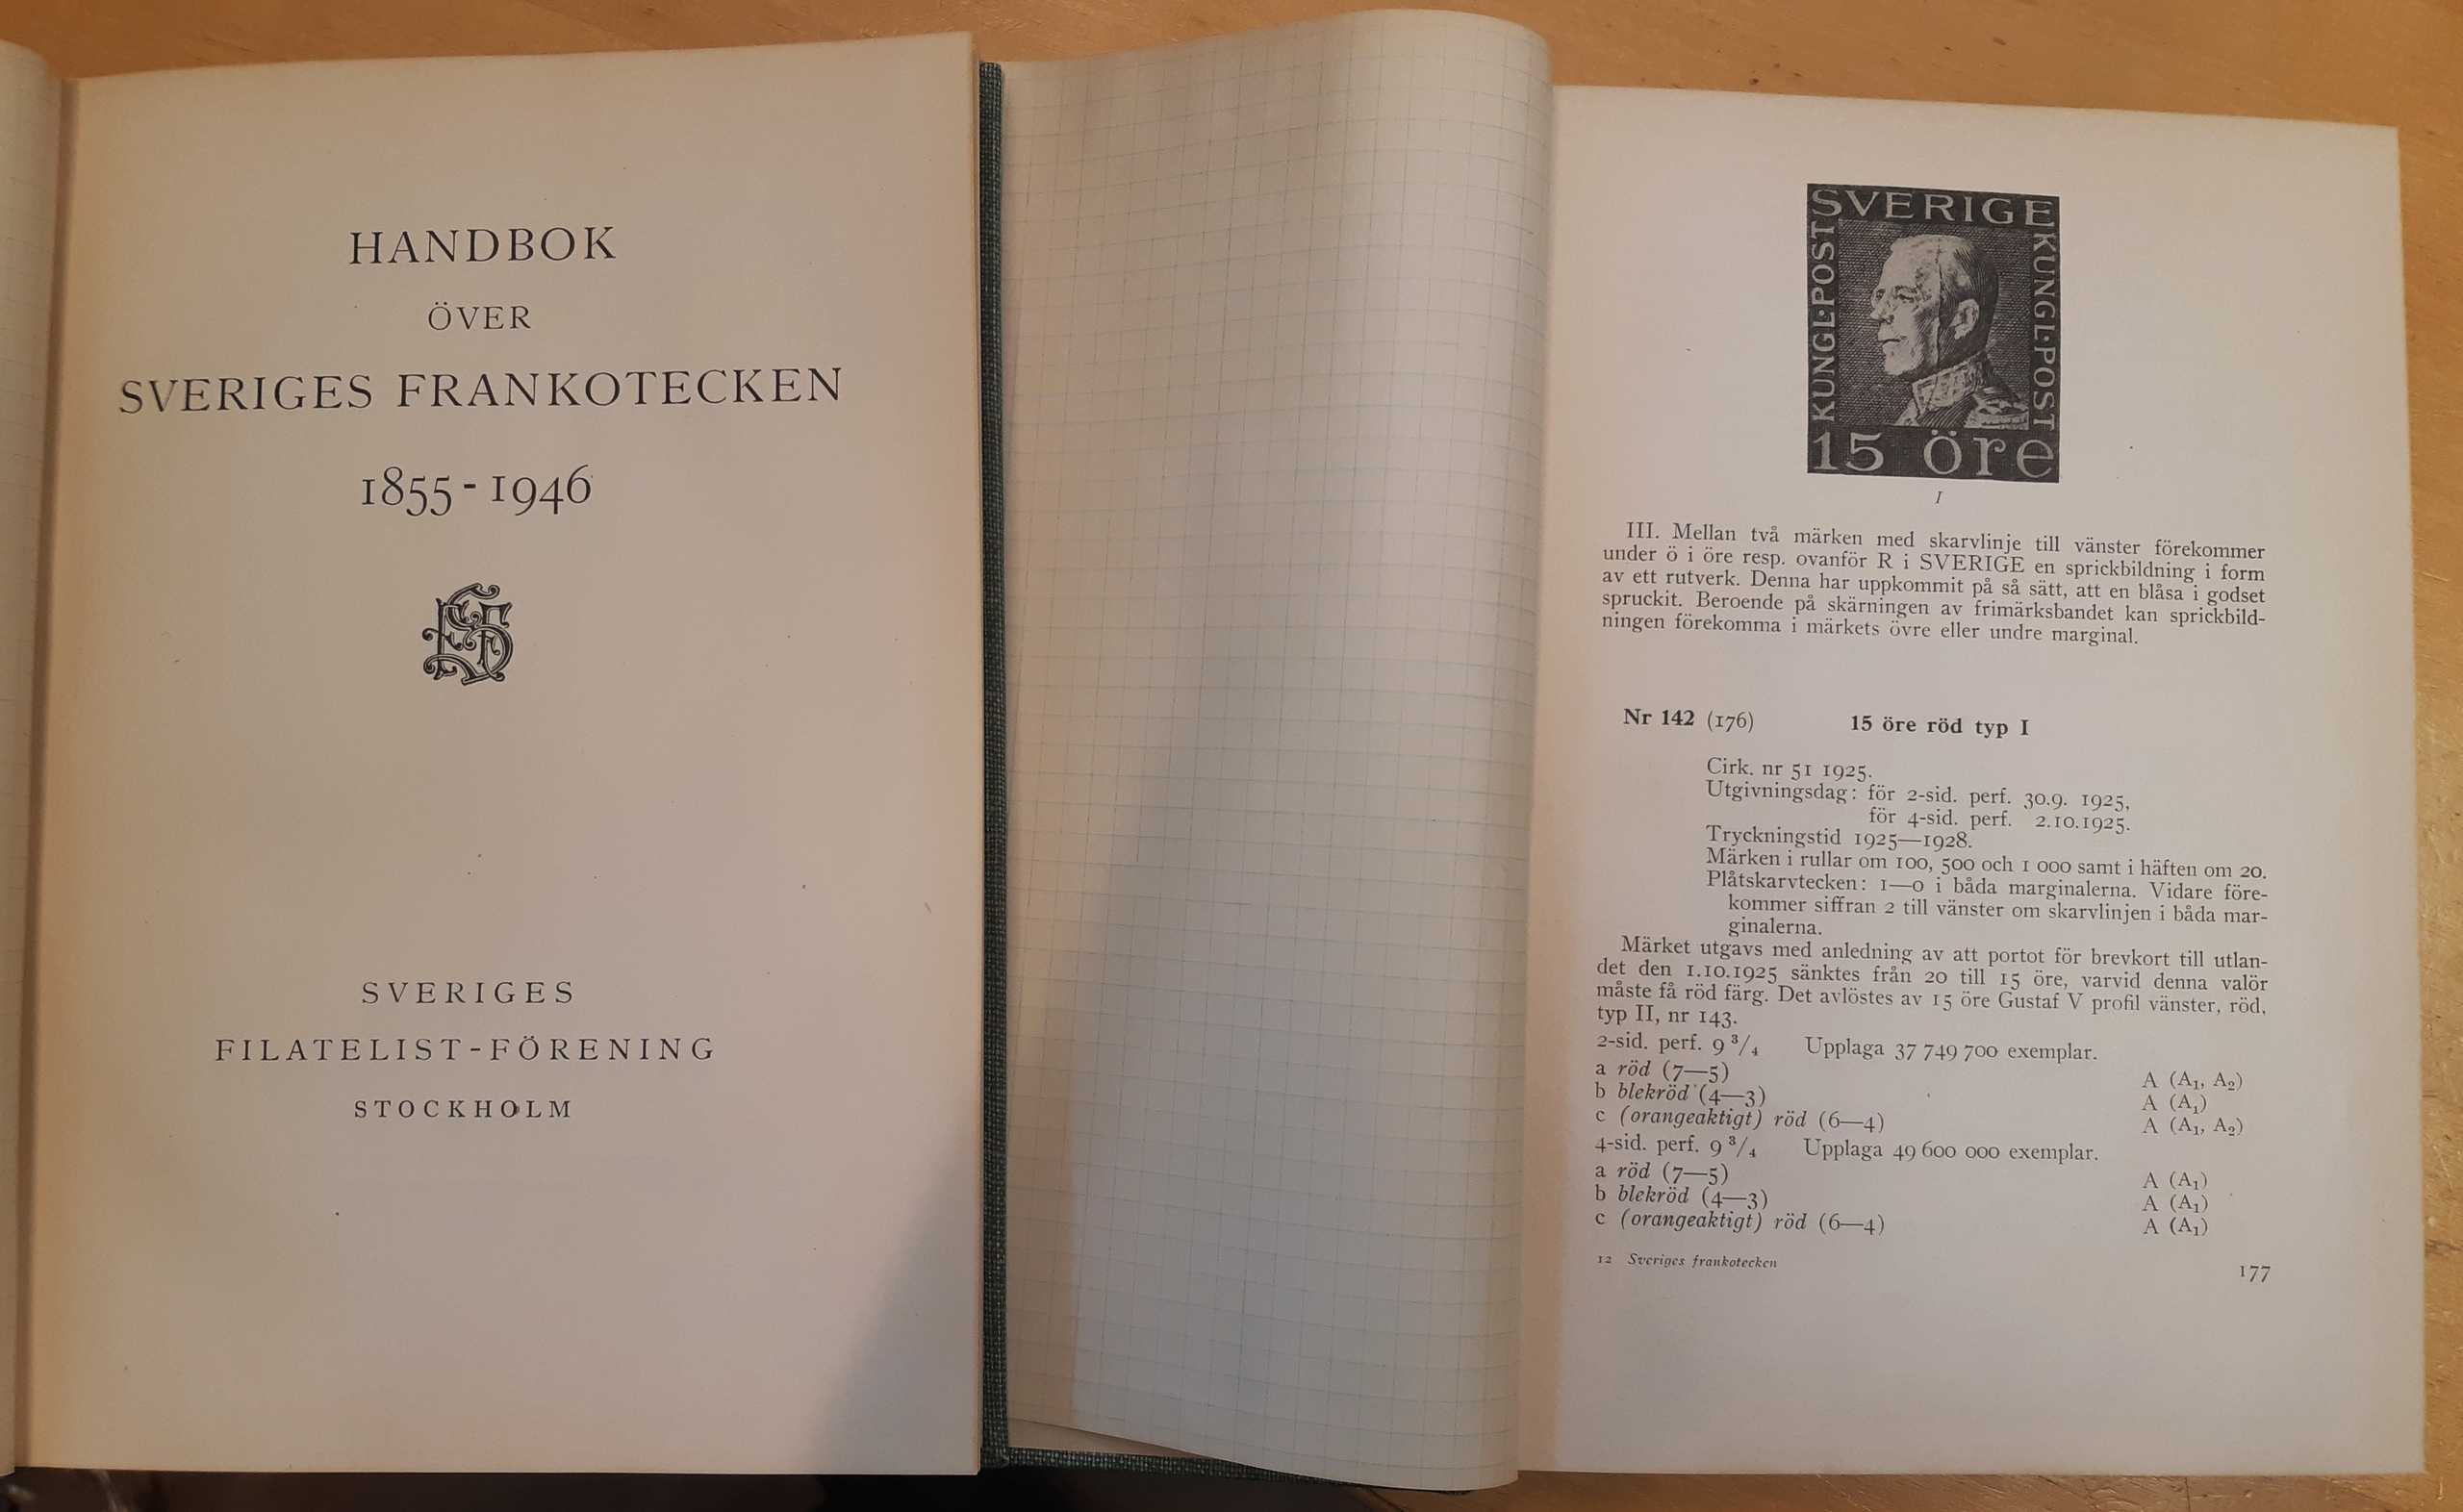 HANDBOK
ÖVER
SVERIGES FRANKOTECKEN
1855-1946
SVERIGES
FILATELIST-FÖRENING
STOCKHOLM
SVERIGE
KUNGL·POST
KUNGL·POST
15 öre
I
III. Mellan två märken med skarvlinje till vänster förekommer
under ö i öre resp. ovanför R i SVERIGE en sprickbildning i form
av ett rutverk. Denna har uppkommit på så sätt, att en blåsa i godset
spruckit. Beroende på skärningen av frimärksbandet kan sprickbild-
ningen förekomma i märkets övre eller undre marginal.
Nr 142 (176) 15 öre röd typ I
Cirk. nr 51 1925.
Utgivningsdag: för 2-sid. perf. 30.9. 1925,
för 4-sid. perf. 2.10.1925.
Tryckningstid 1925—1928.
Märken i rullar om 100, 500 och 1 000 samt i häften om 20.
Plåtskarvtecken: 1—0 i båda marginalerna. Vidare före-
kommer siffran 2 till vänster om skarvlinjen i båda mar-
ginalerna.
Märket utgavs med anledning av att portot för brevkort till utlan-
det den 1.10.1925 sänktes från 20 till 15 öre, varvid denna valör
måste få röd färg. Det avlöstes av 15 öre Gustaf V profil vänster, röd,
typ II, nr 143.
2-sid. perf. 9 3/4 Upplaga 37 749 700 exemplar.
a röd (7—5) A (A1, A2)
b blekröd (4—3) A (A1)
c (orangeaktigt) röd (6—4) A (A1, A2)
4-sid. perf. 9 3/4 Upplaga 49 600 000 exemplar.
a röd (7—5) A (A1)
b blekröd (4—3) A (A1)
c (orangeaktigt) röd (6—4) A (A1)
12 Sveriges frankotecken 177